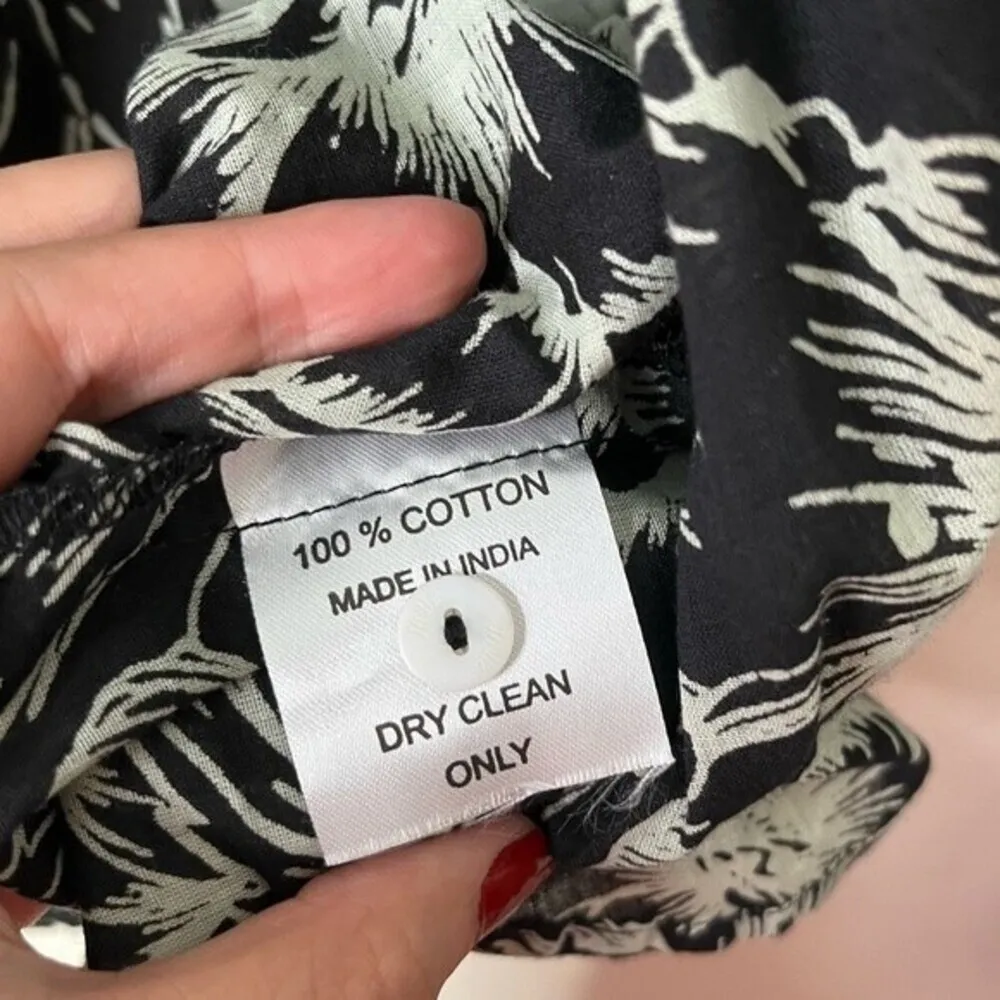 100 % COTTON
MADE IN INDIA
DRY CLEAN
ONLY